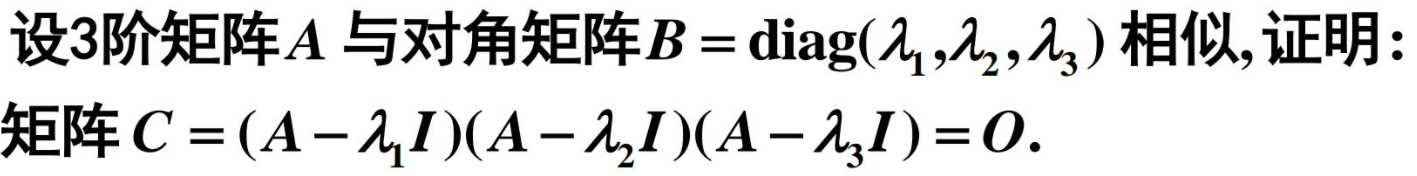 设3阶矩阵A 与对角矩阵B = diag(λ₁,λ₂,λ₃) 相似,证明:
矩阵 C = (A − λ₁I)(A − λ₂I)(A − λ₃I) = O.